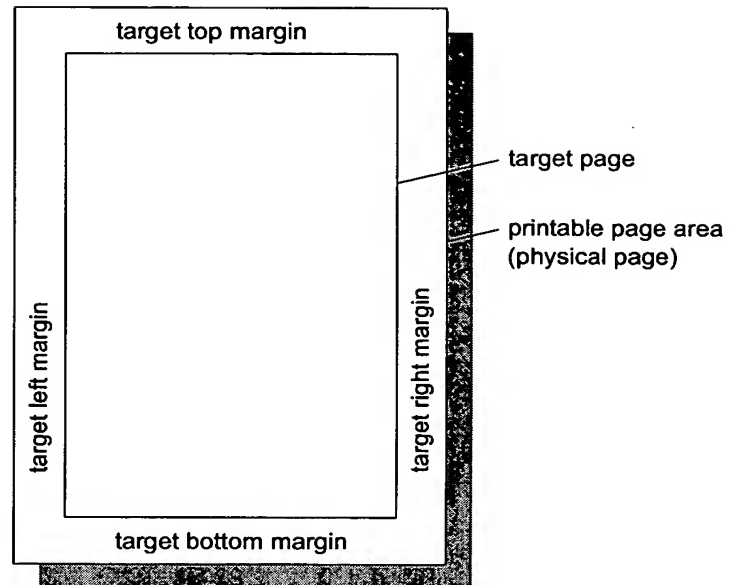 target top margin
target page
printable page area
(physical page)
target left margin
target right margin
target bottom margin